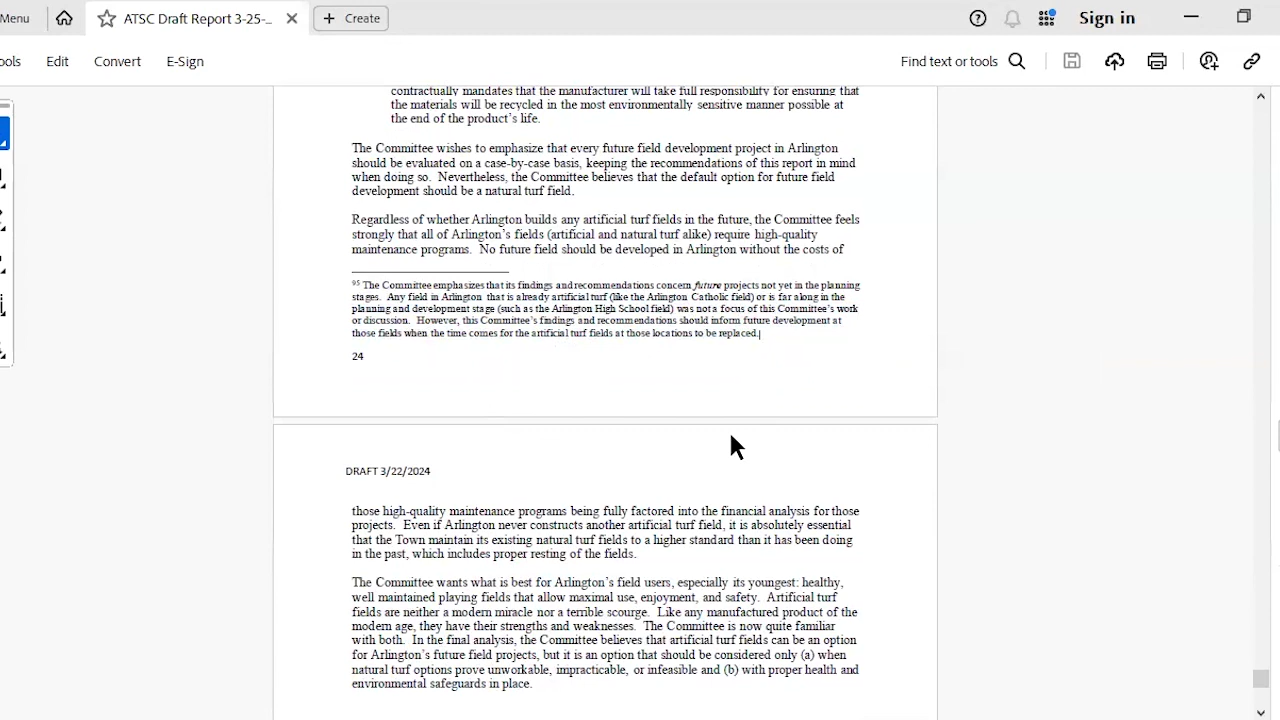 Menu
ATSC Draft Report 3-25-_
Create
Sign in
ools
Edit
Convert
E-Sign
Find text or tools
contractually mandates that the manufacturer will take full responsibility for ensuring that
the materials will be recycled in the most environmentally sensitive manner possible at
the end of the product's life.
The Committee wishes to emphasize that every future field development project in Arlington
should be evaluated on a case-by-case basis, keeping the recommendations of this report in mind
when doing so. Nevertheless, the Committee believes that the default option for future field
development should be a natural turf field.
Regardless of whether Arlington builds any artificial turf fields in the future, the Committee feels
strongly that all of Arlington's fields (artificial and natural turf alike) require high-quality
maintenance programs. No future field should be developed in Arlington without the costs of
95 The Committee emphasizes that its findings and recommendations concern future projects not yet in the planning
stages. Any field in Arlington that is already artificial turf (like the Arlington Catholic field) or is far along in the
planning and development stage (such as the Arlington High School field) was not a focus of this Committee's work
or discussion. However, this Committee's findings and recommendations should inform future development at
those fields when the time comes for the artificial turf fields at those locations to be replaced.
24
DRAFT 3/22/2024
those high-quality maintenance programs being fully factored into the financial analysis for those
projects. Even if Arlington never constructs another artificial turf field, it is absolutely essential
that the Town maintain its existing natural turf fields to a higher standard than it has been doing
in the past, which includes proper resting of the fields.
The Committee wants what is best for Arlington's field users, especially its youngest: healthy,
well maintained playing fields that allow maximal use, enjoyment, and safety. Artificial turf
fields are neither a modern miracle nor a terrible scourge. Like any manufactured product of the
modern age, they have their strengths and weaknesses. The Committee is now quite familiar
with both. In the final analysis, the Committee believes that artificial turf fields can be an option
for Arlington's future field projects, but it is an option that should be considered only (a) when
natural turf options prove unworkable, impracticable, or infeasible and (b) with proper health and
environmental safeguards in place.